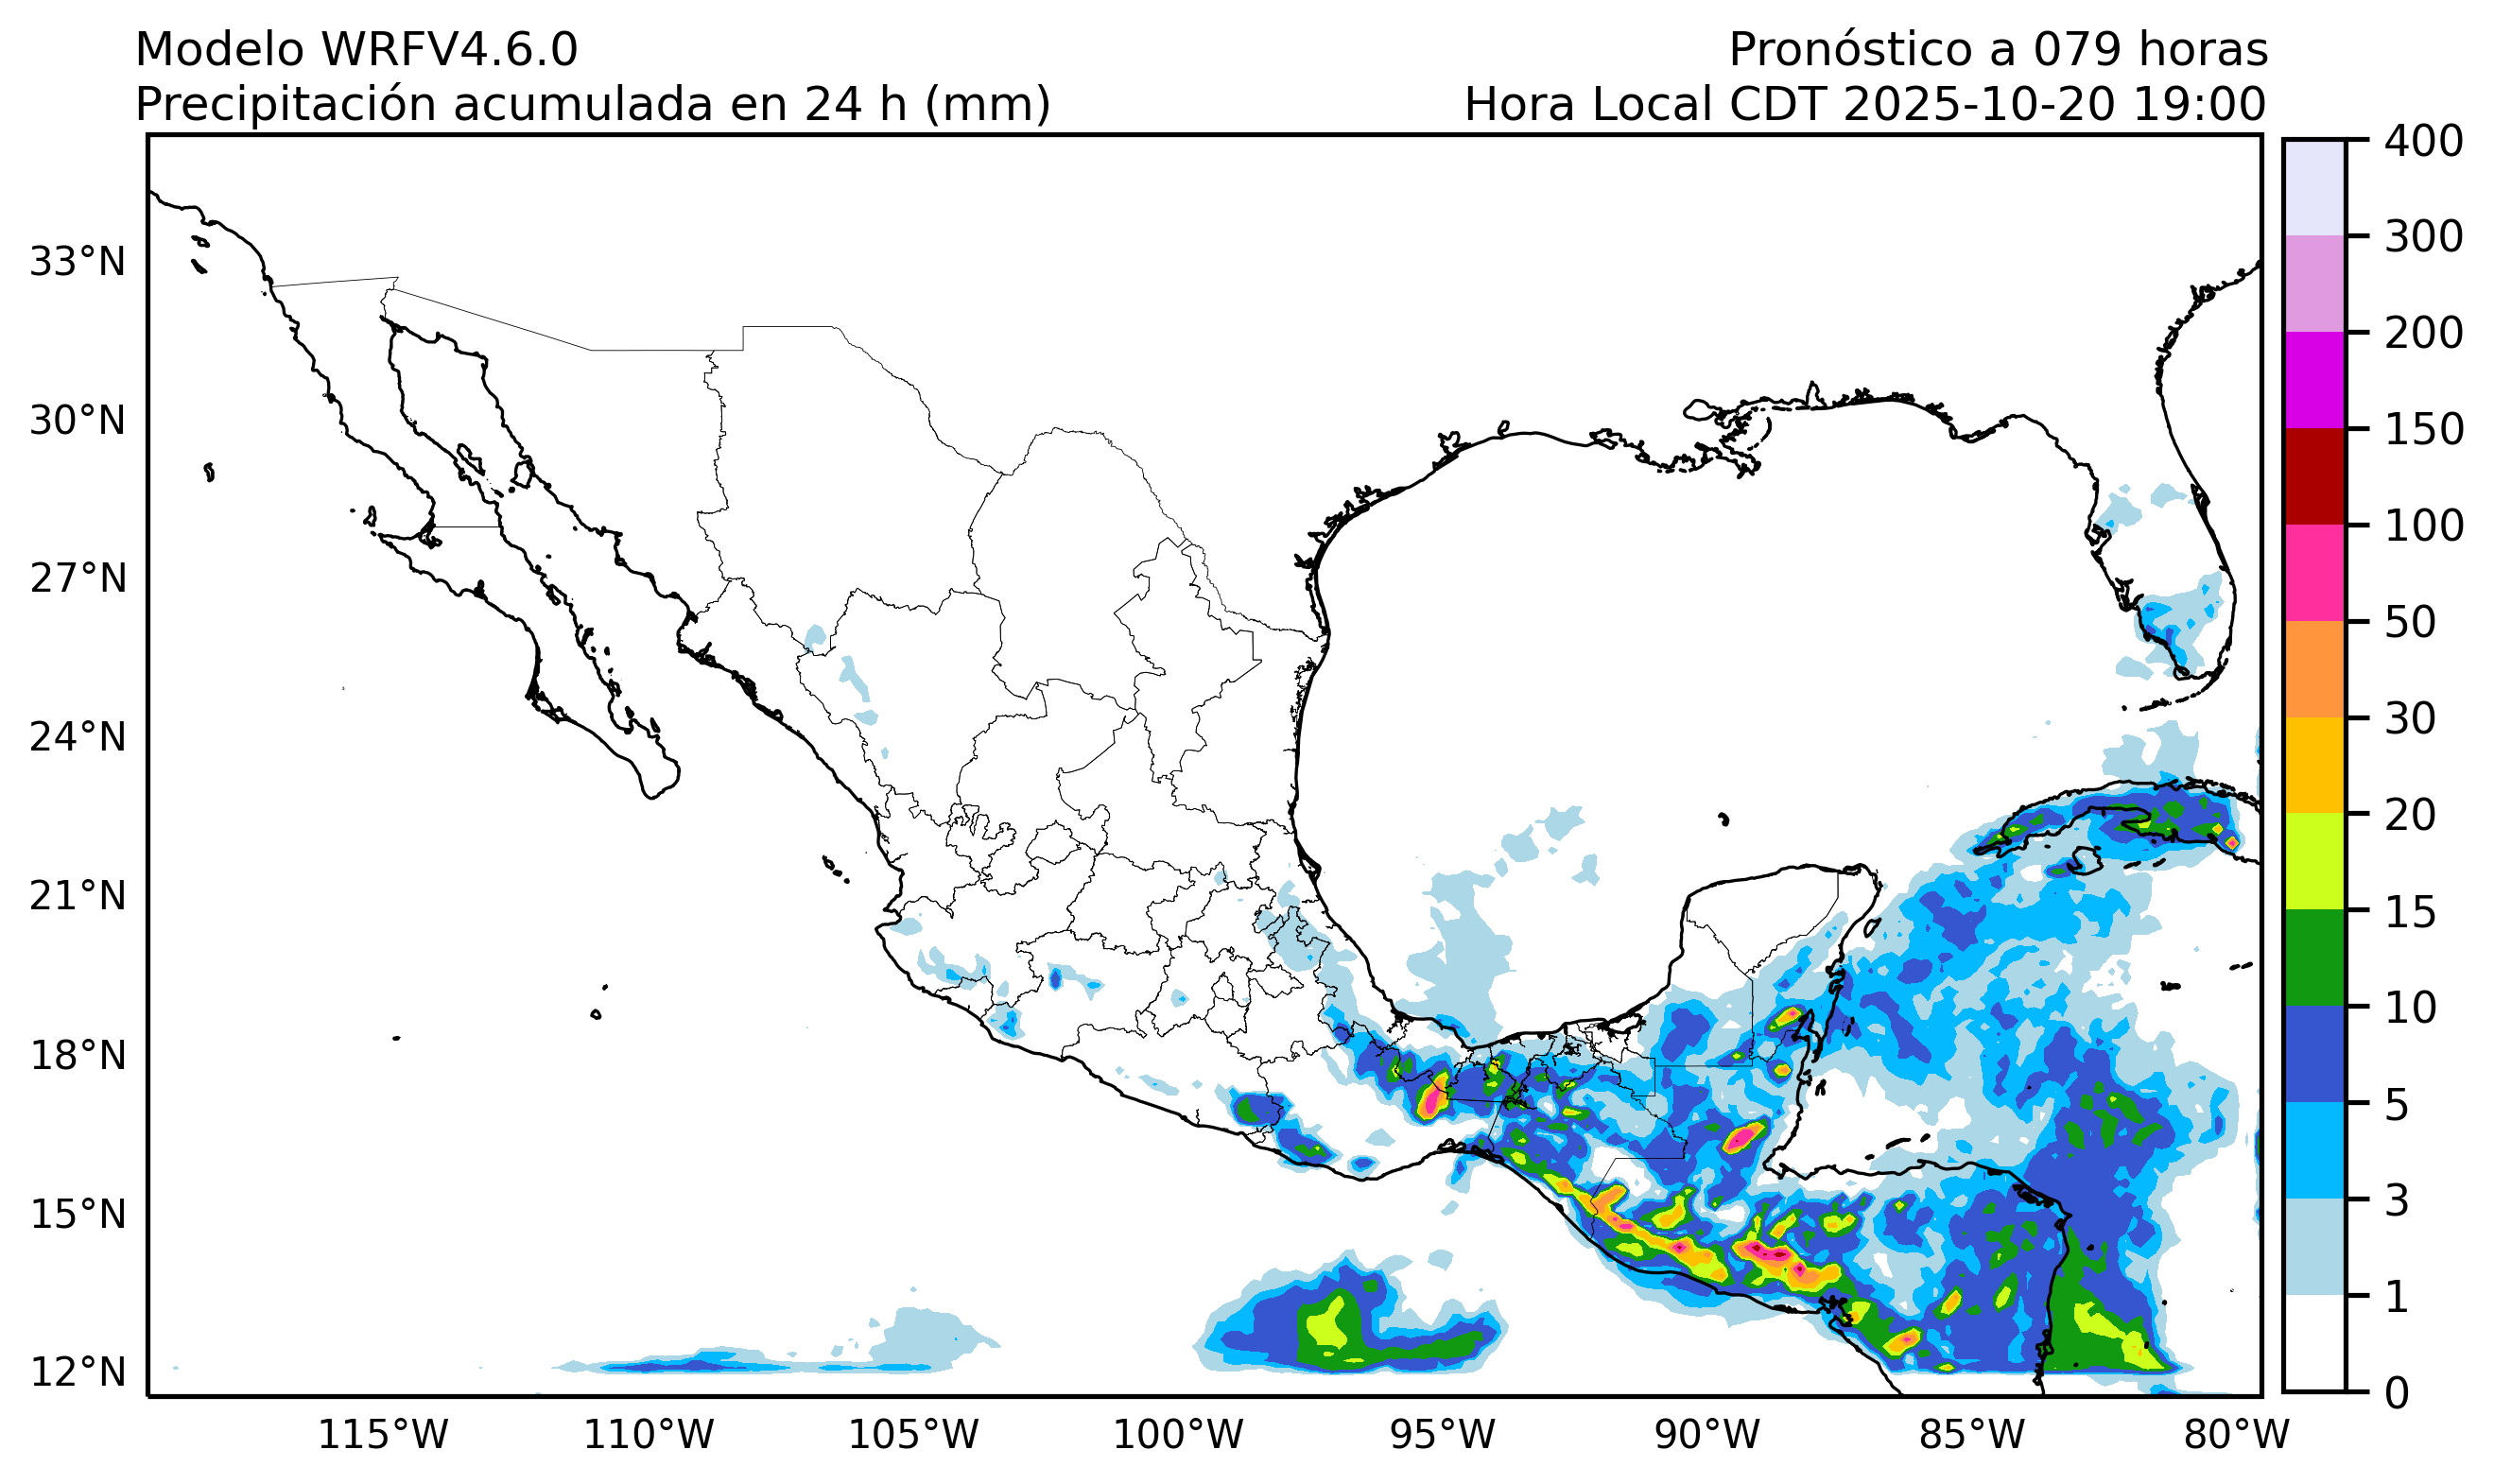 Modelo WRFV4.6.0
Pronóstico a 079 horas
Precipitación acumulada en 24 h (mm)
Hora Local CDT 2025-10-20 19:00
33°N
30°N
27°N
24°N
21°N
18°N
15°N
12°N
115°W
110°W
105°W
100°W
95°W
90°W
85°W
80°W
400
300
200
150
100
50
30
20
15
10
5
3
1
0